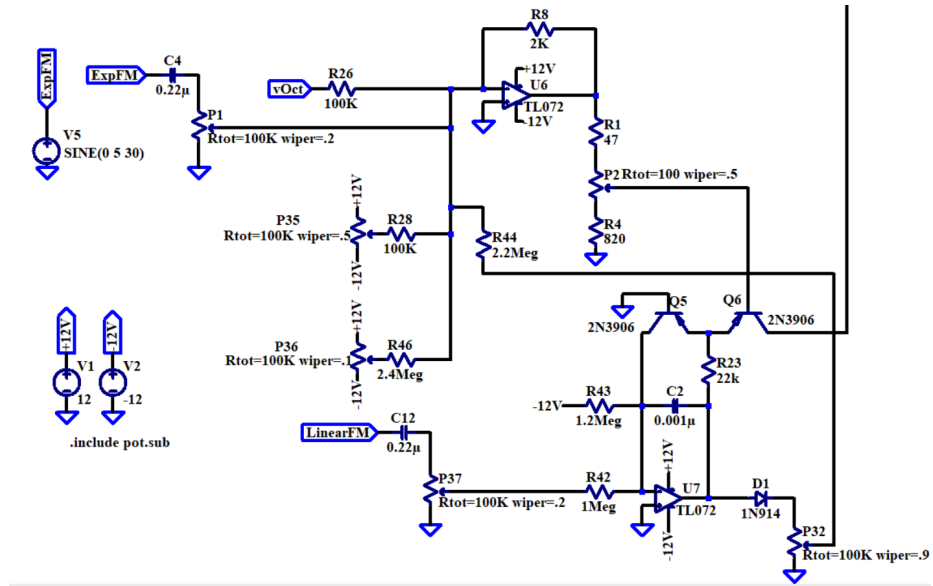 R8
2K
ExpFM
V5
SINE(0 5 30)
ExpFM
C4
0.22µ
P1
Rtot=100K wiper=.2
vOct
R26
100K
+12V
U6
TL072
-12V
R1
47
P2 Rtot=100 wiper=.5
R4
820
+12V
P35
Rtot=100K wiper=.5
-12V
R28
100K
R44
2.2Meg
+12V
P36
Rtot=100K wiper=.1
-12V
R46
2.4Meg
+12V
V1
12
-12V
V2
-12
.include pot.sub
Q5
2N3906
Q6
2N3906
R23
22k
-12V
R43
1.2Meg
C2
0.001µ
LinearFM
C12
0.22µ
P37
Rtot=100K wiper=.2
R42
1Meg
+12V
U7
TL072
-12V
D1
1N914
P32
Rtot=100K wiper=.9